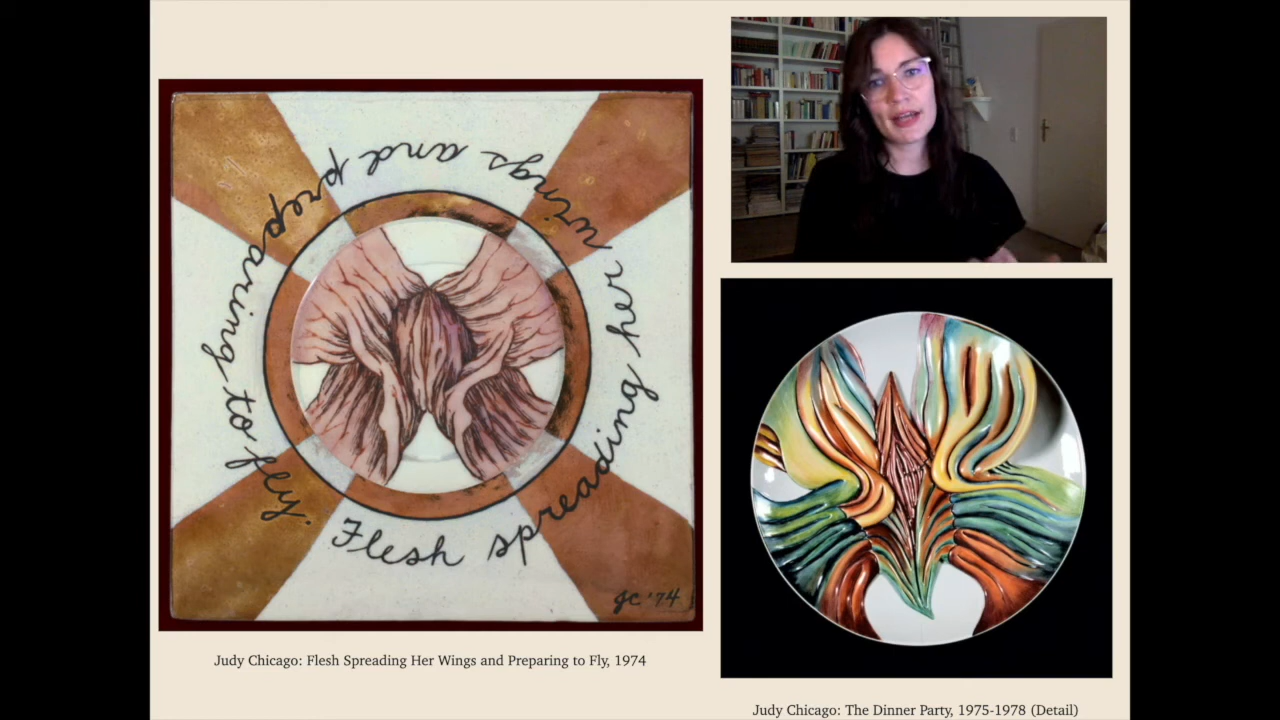 Flesh spreading her wings and preparing to fly.
JC '74
Judy Chicago: Flesh Spreading Her Wings and Preparing to Fly, 1974
Judy Chicago: The Dinner Party, 1975-1978 (Detail)